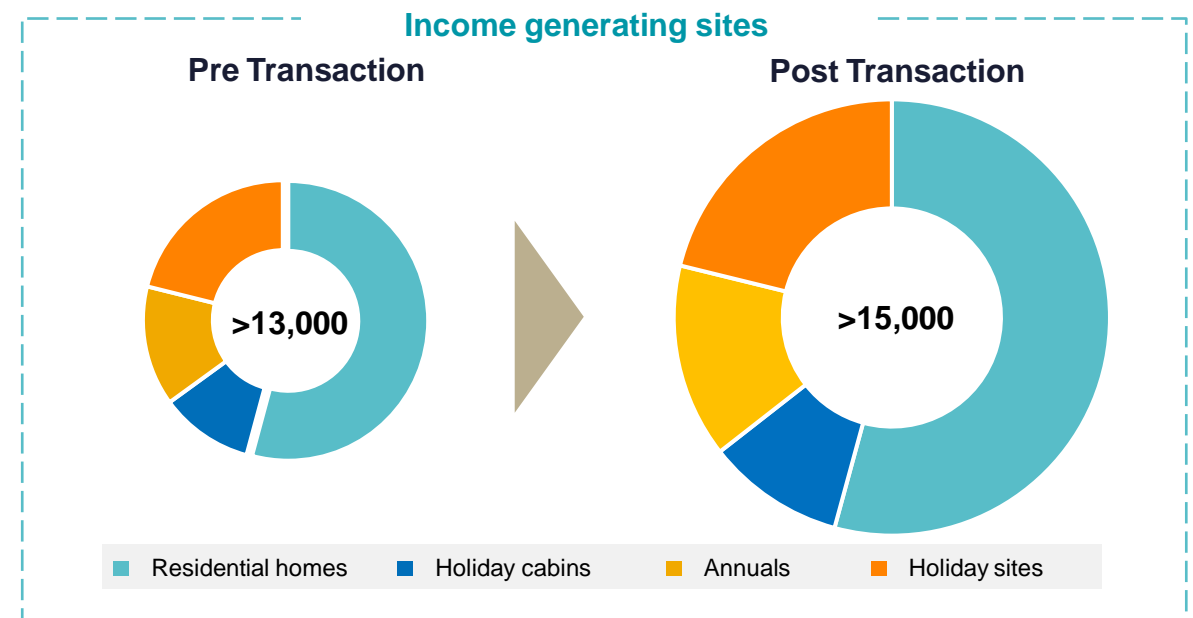 Income generating sites
Pre Transaction
Post Transaction
>13,000
>15,000
Residential homes
Holiday cabins
Annuals
Holiday sites